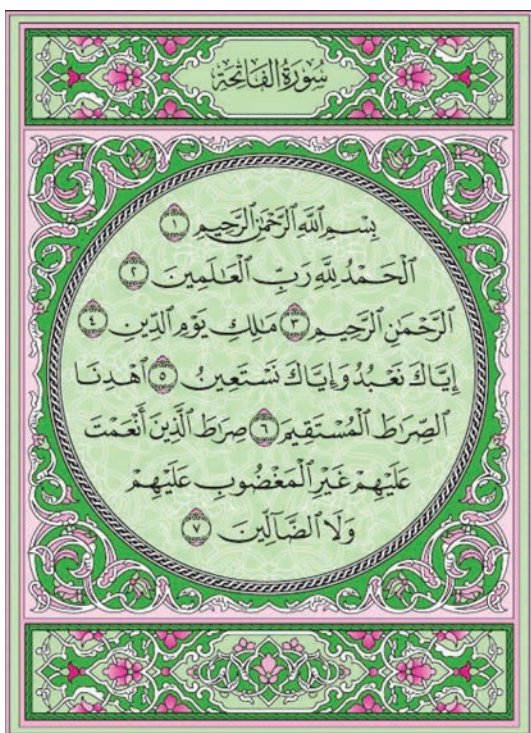 سُورَةُ الفَاتِحَةِ
بِسْمِ ٱللَّهِ ٱلرَّحْمَٰنِ ٱلرَّحِيمِ ١
ٱلْحَمْدُ لِلَّهِ رَبِّ ٱلْعَٰلَمِينَ ٢
ٱلرَّحْمَٰنِ ٱلرَّحِيمِ ٣ مَٰلِكِ يَوْمِ ٱلدِّينِ ٤
إِيَّاكَ نَعْبُدُ وَإِيَّاكَ نَسْتَعِينُ ٥ ٱهْدِنَا
ٱلصِّرَٰطَ ٱلْمُسْتَقِيمَ ٦ صِرَٰطَ ٱلَّذِينَ أَنْعَمْتَ
عَلَيْهِمْ غَيْرِ ٱلْمَغْضُوبِ عَلَيْهِمْ
وَلَا ٱلضَّآلِّينَ ٧